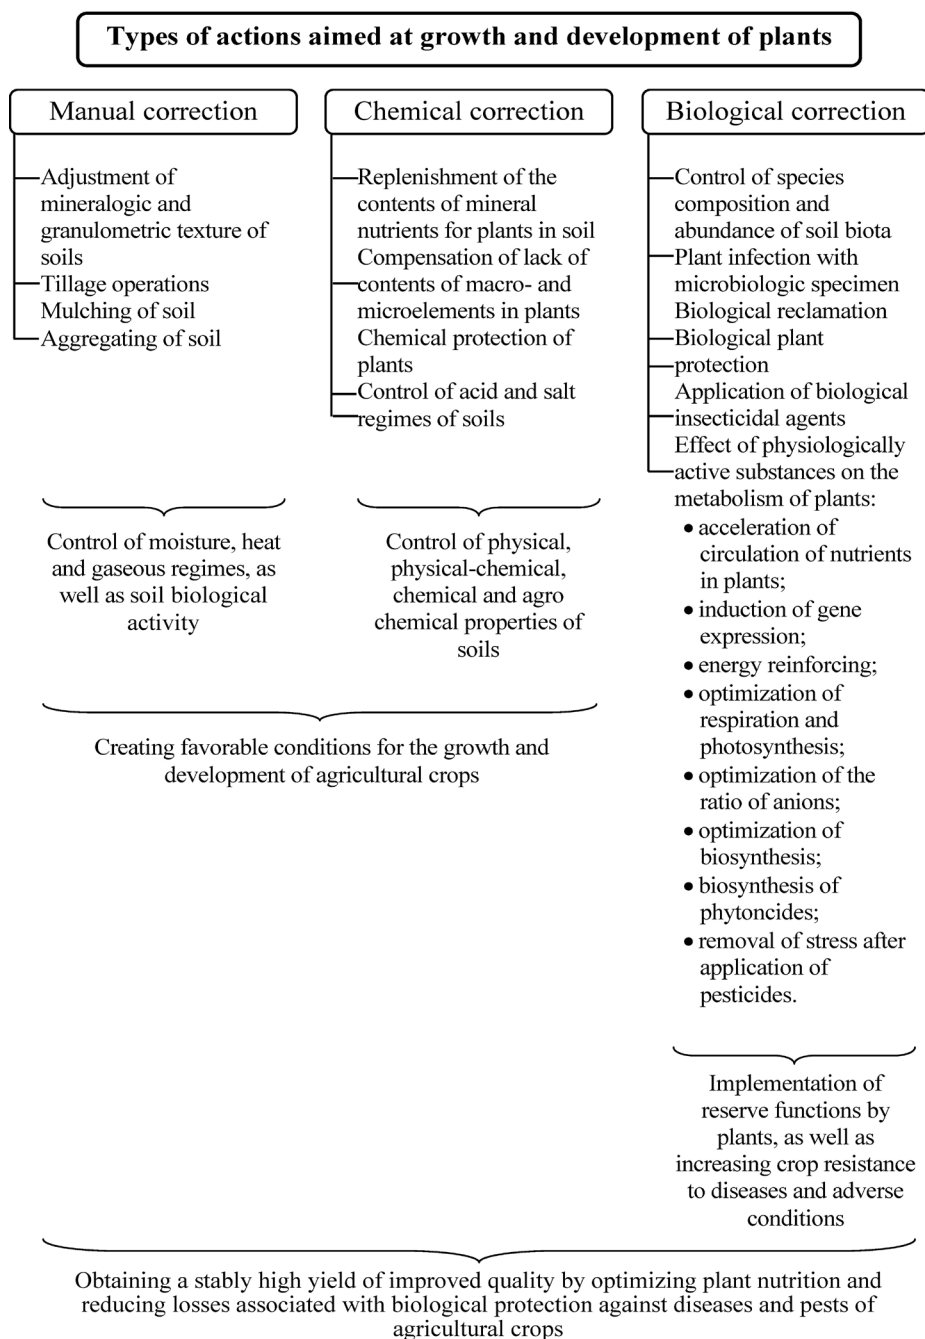 Types of actions aimed at growth and development of plants
Manual correction
Adjustment of
mineralogic and
granulometric texture of
soils
Tillage operations
Mulching of soil
Aggregating of soil
Control of moisture, heat
and gaseous regimes, as
well as soil biological
activity
Chemical correction
Replenishment of the
contents of mineral
nutrients for plants in soil
Compensation of lack of
contents of macro- and
microelements in plants
Chemical protection of
plants
Control of acid and salt
regimes of soils
Control of physical,
physical-chemical,
chemical and agro
chemical properties of
soils
Creating favorable conditions for the growth and
development of agricultural crops
Biological correction
Control of species
composition and
abundance of soil biota
Plant infection with
microbiologic specimen
Biological reclamation
Biological plant
protection
Application of biological
insecticidal agents
Effect of physiologically
active substances on the
metabolism of plants:
• acceleration of
circulation of nutrients
in plants;
• induction of gene
expression;
• energy reinforcing;
• optimization of
respiration and
photosynthesis;
• optimization of the
ratio of anions;
• optimization of
biosynthesis;
• biosynthesis of
phytoncides;
• removal of stress after
application of
pesticides.
Implementation of
reserve functions by
plants, as well as
increasing crop resistance
to diseases and adverse
conditions
Obtaining a stably high yield of improved quality by optimizing plant nutrition and
reducing losses associated with biological protection against diseases and pests of
agricultural crops